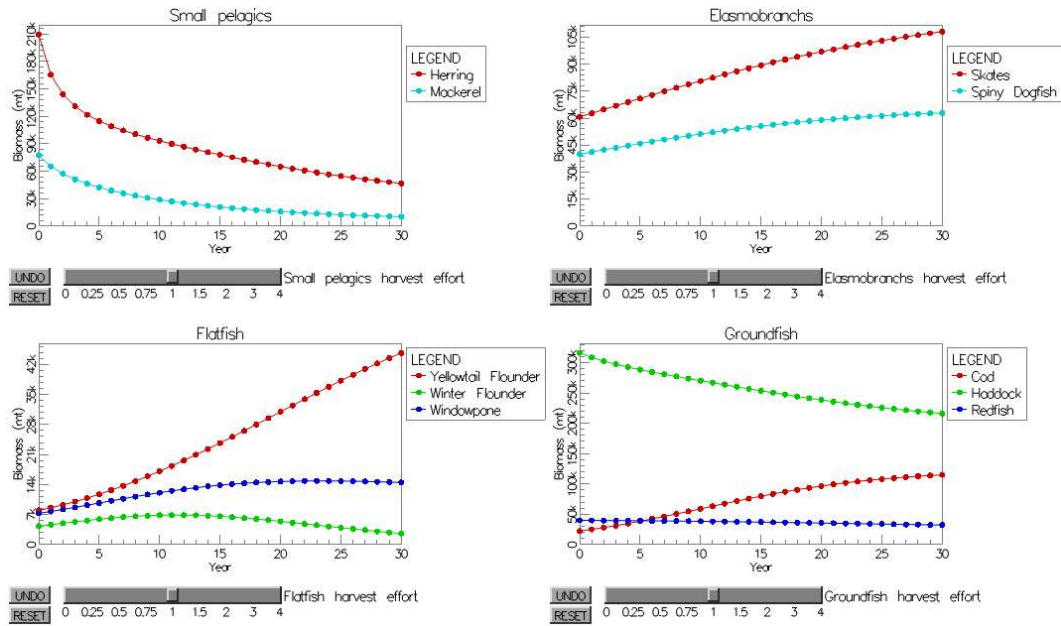 Small pelagics
Biomass (mt)
210k
180k
150k
120k
90k
60k
30k
0
0 5 10 15 20 25 30
Year
LEGEND
Herring
Mackerel
UNDO
RESET
0 0.25 0.5 0.75 1 1.5 2 3 4
Small pelagics harvest effort
Elasmobranchs
Biomass (mt)
105k
90k
75k
60k
45k
30k
15k
0
0 5 10 15 20 25 30
Year
LEGEND
Skates
Spiny Dogfish
UNDO
RESET
0 0.25 0.5 0.75 1 1.5 2 3 4
Elasmobranchs harvest effort
Flatfish
Biomass (mt)
42k
35k
28k
21k
14k
7k
0
0 5 10 15 20 25 30
Year
LEGEND
Yellowtail Flounder
Winter Flounder
Windowpane
UNDO
RESET
0 0.25 0.5 0.75 1 1.5 2 3 4
Flatfish harvest effort
Groundfish
Biomass (mt)
300k
250k
200k
150k
100k
50k
0
0 5 10 15 20 25 30
Year
LEGEND
Cod
Haddock
Redfish
UNDO
RESET
0 0.25 0.5 0.75 1 1.5 2 3 4
Groundfish harvest effort